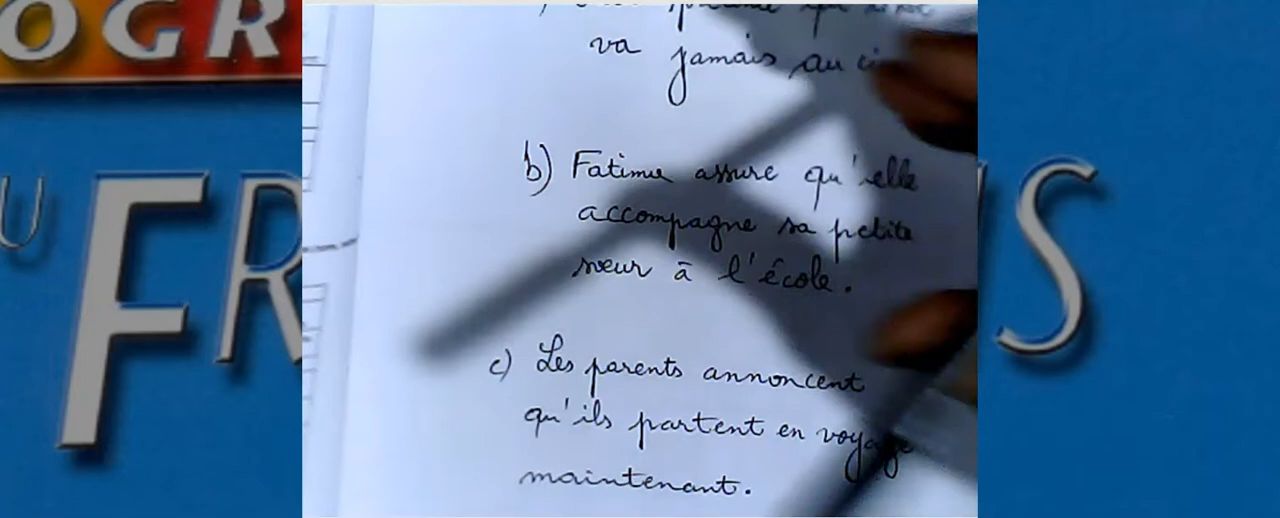 OGR
U FR
S
va jamais au
b) Fatima assure qu'elle
accompagne sa petite
sœur à l'école.
c) Les parents annoncent
qu'ils partent en voyage
maintenant.